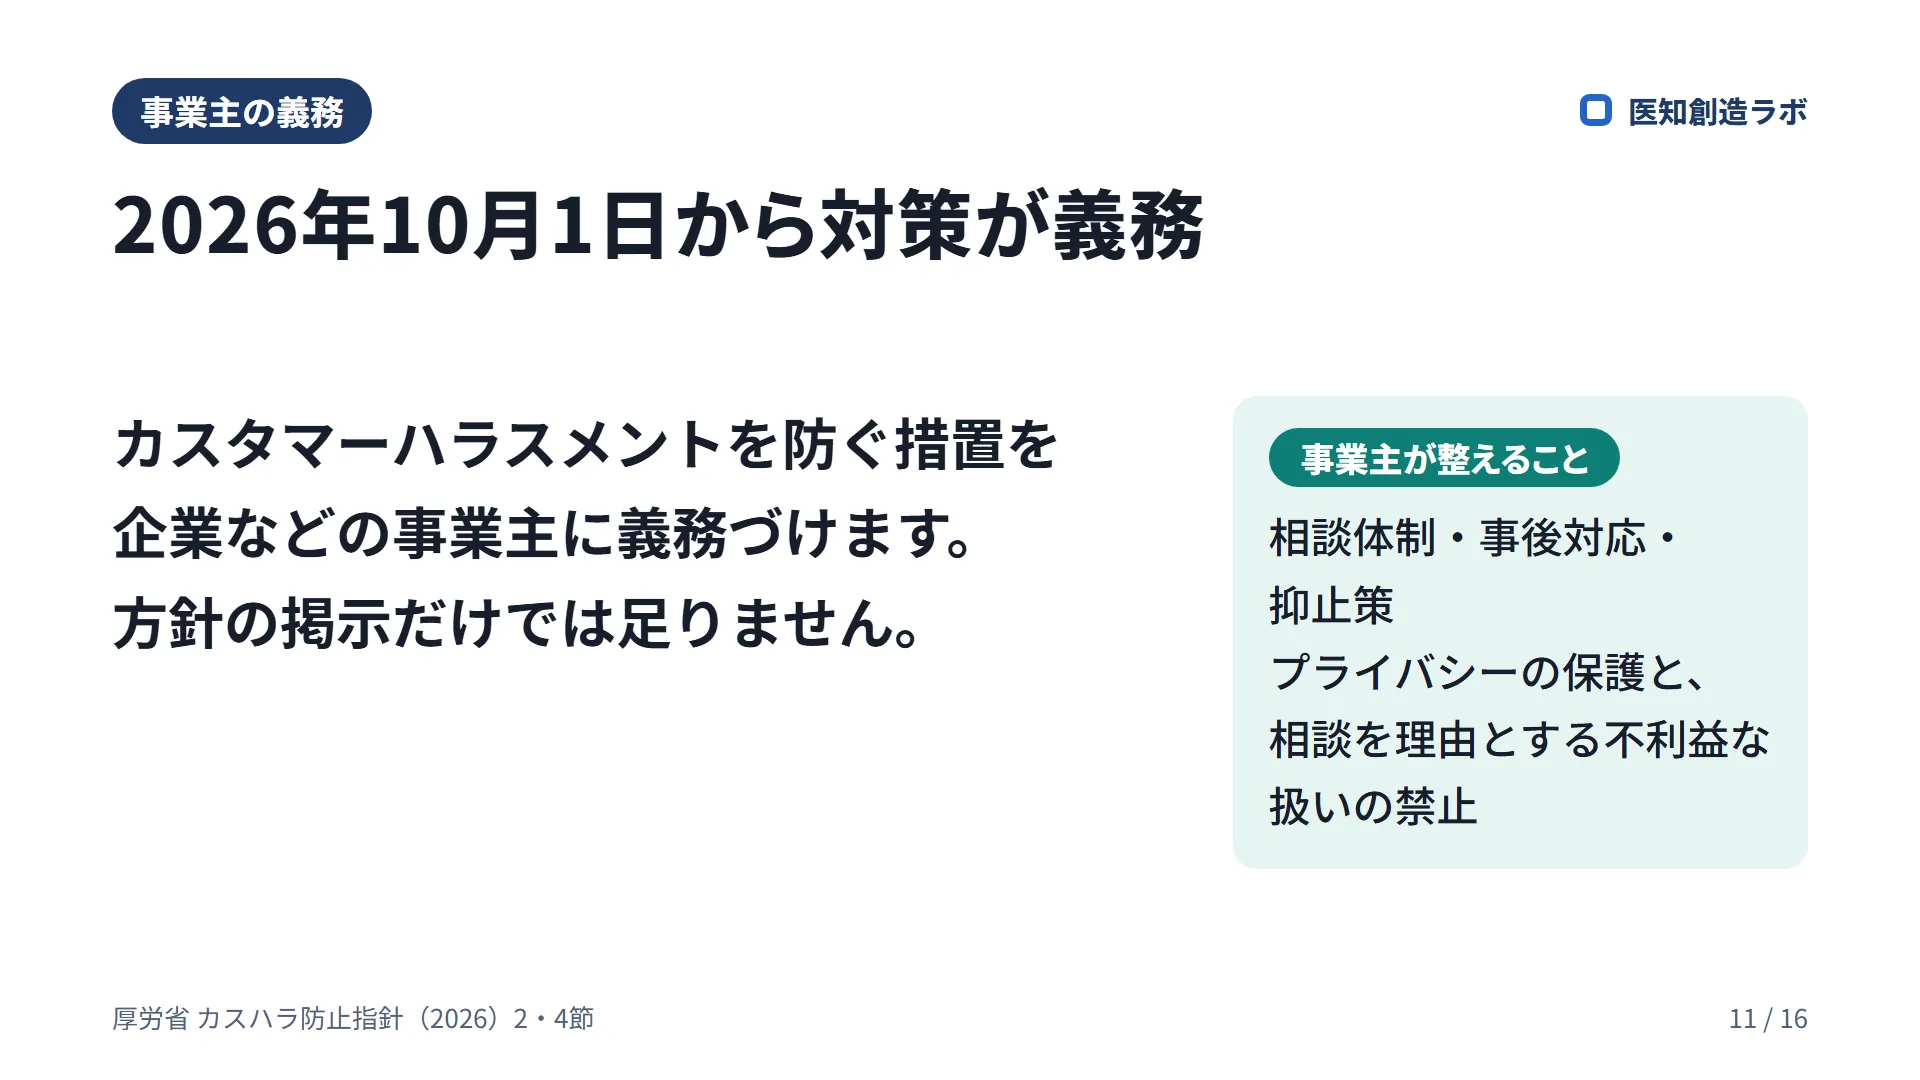 事業主の義務
医知創造ラボ
2026年10月1日から対策が義務
カスタマーハラスメントを防ぐ措置を
企業などの事業主に義務づけます。
方針の掲示だけでは足りません。
事業主が整えること
相談体制・事後対応・
抑止策
プライバシーの保護と、
相談を理由とする不利益な
扱いの禁止
厚労省 カスハラ防止指針（2026）2・4節
11 / 16